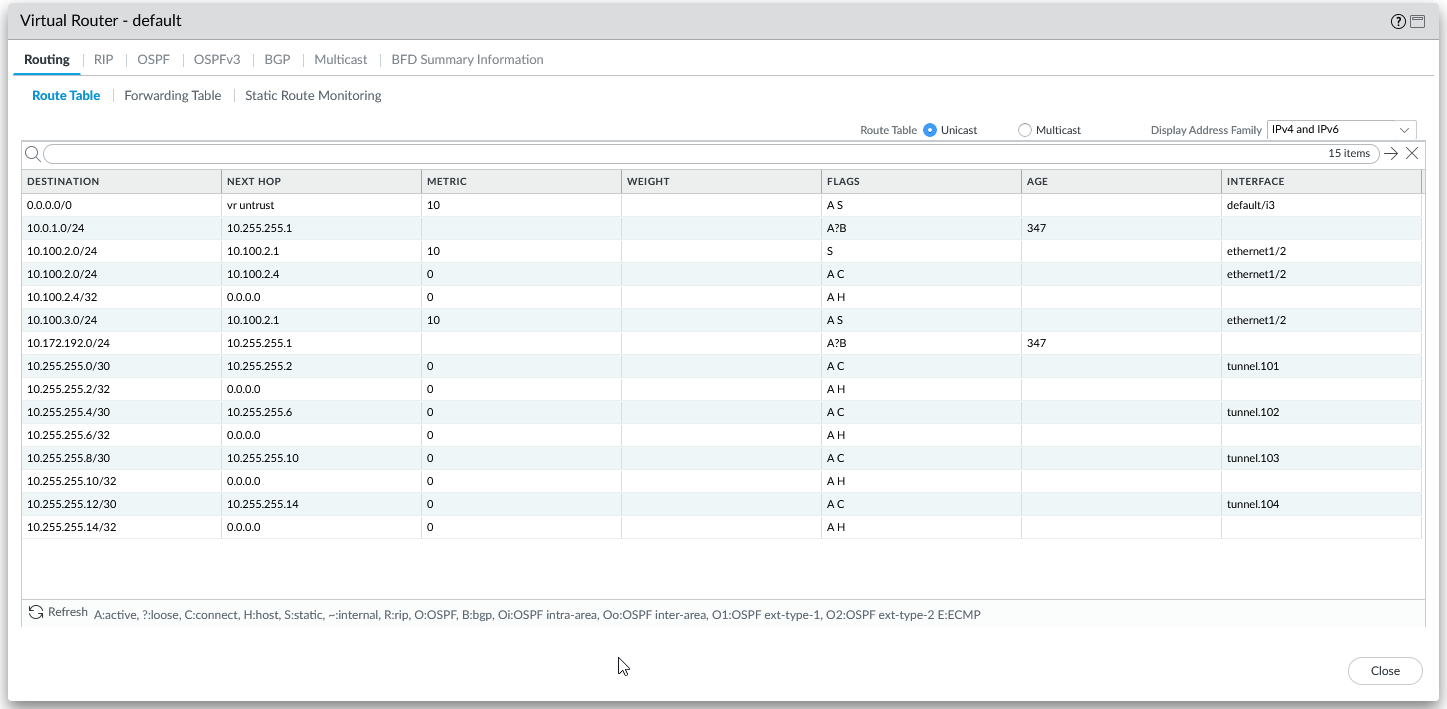 Virtual Router - default
Routing RIP OSPF OSPFv3 BGP Multicast BFD Summary Information
Route Table Forwarding Table Static Route Monitoring
Route Table Unicast Multicast Display Address Family IPv4 and IPv6
15 items
DESTINATION NEXT HOP METRIC WEIGHT FLAGS AGE INTERFACE
0.0.0.0/0 vr untrust 10 A S default/i3
10.0.1.0/24 10.255.255.1 A?B 347
10.100.2.0/24 10.100.2.1 10 S ethernet1/2
10.100.2.0/24 10.100.2.4 0 A C ethernet1/2
10.100.2.4/32 0.0.0.0 0 A H
10.100.3.0/24 10.100.2.1 10 A S ethernet1/2
10.172.192.0/24 10.255.255.1 A?B 347
10.255.255.0/30 10.255.255.2 0 A C tunnel.101
10.255.255.2/32 0.0.0.0 0 A H
10.255.255.4/30 10.255.255.6 0 A C tunnel.102
10.255.255.6/32 0.0.0.0 0 A H
10.255.255.8/30 10.255.255.10 0 A C tunnel.103
10.255.255.10/32 0.0.0.0 0 A H
10.255.255.12/30 10.255.255.14 0 A C tunnel.104
10.255.255.14/32 0.0.0.0 0 A H
Refresh A:active, ?:loose, C:connect, H:host, S:static, ~:internal, R:rip, O:OSPF, B:bgp, Oi:OSPF intra-area, Oo:OSPF inter-area, O1:OSPF ext-type-1, O2:OSPF ext-type-2 E:ECMP
Close